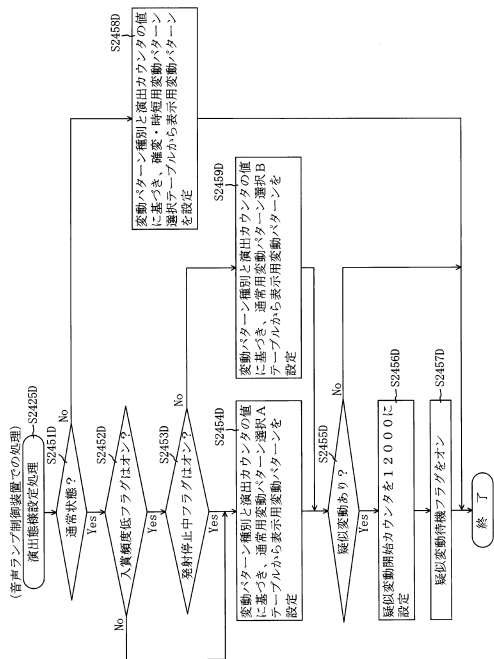 (音声ランプ制御装置での処理)
演出態様設定処理
S2425D
通常状態?
S2451D
No
Yes
入賞頻度低フラグはオン?
S2452D
No
Yes
発射停止中フラグはオン?
S2453D
No
Yes
変動パターン種別と演出カウンタの値
に基づき、通常用変動パターン選択A
テーブルから表示用変動パターンを
設定
S2454D
変動パターン種別と演出カウンタの値
に基づき、通常用変動パターン選択B
テーブルから表示用変動パターンを
設定
S2459D
変動パターン種別と演出カウンタの値
に基づき、確変・時短用変動パターン
選択テーブルから表示用変動パターン
を設定
S2458D
疑似変動あり?
S2455D
No
Yes
疑似変動開始カウンタを12000に
設定
S2456D
疑似変動待機フラグをオン
S2457D
終 了